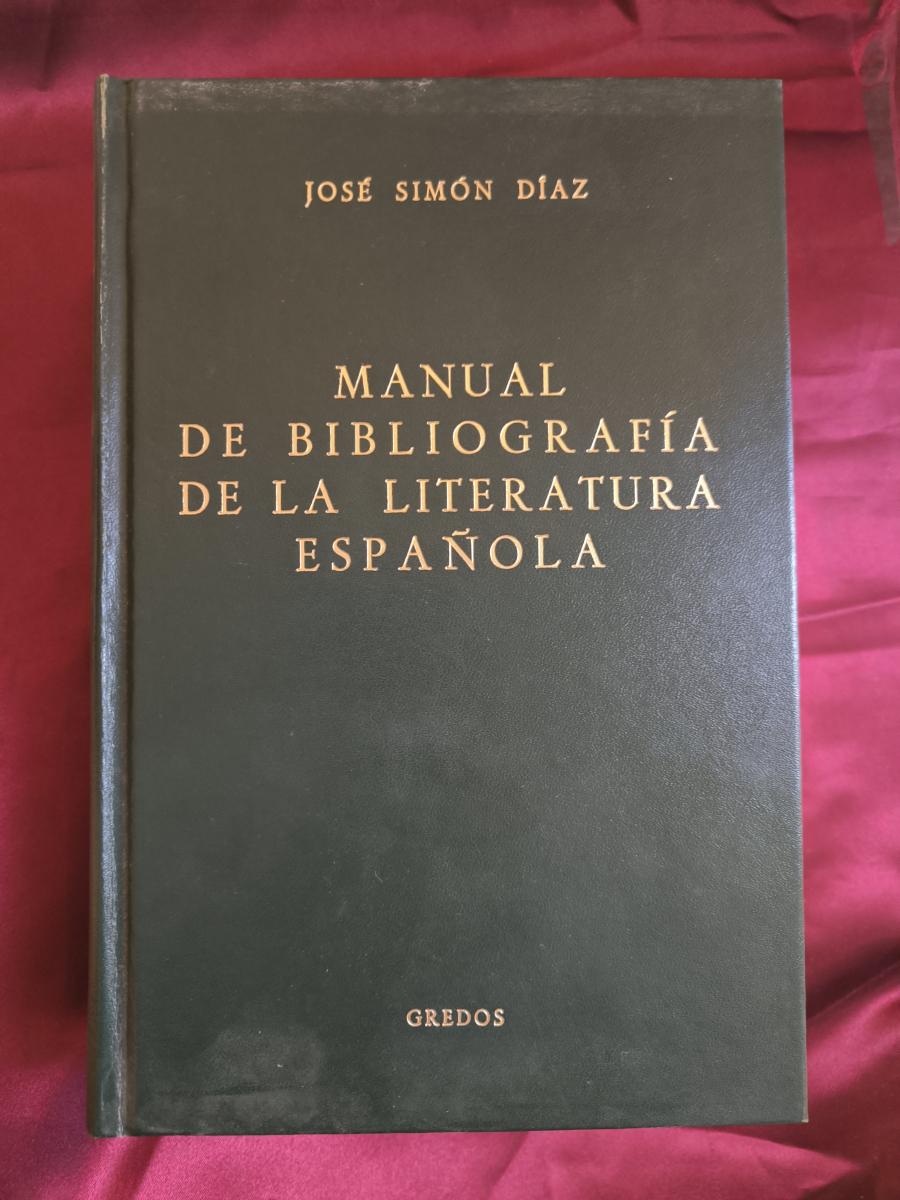 JOSÉ SIMÓN DÍAZ
MANUAL
DE BIBLIOGRAFÍA
DE LA LITERATURA
ESPAÑOLA
GREDOS